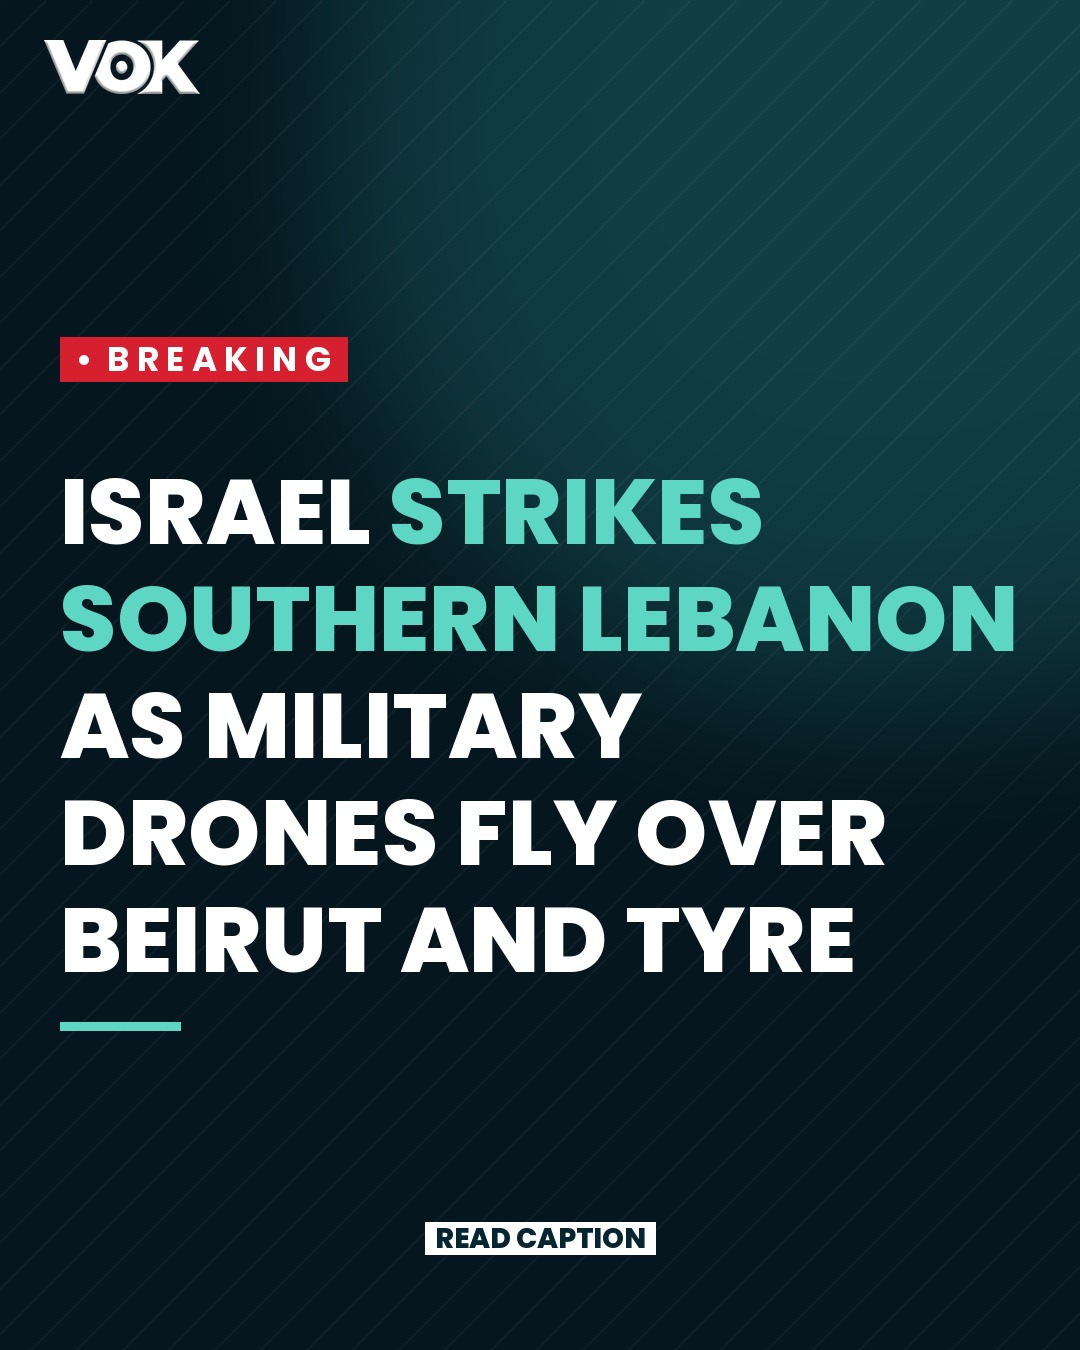 VOK
• BREAKING
ISRAEL STRIKES
SOUTHERN LEBANON
AS MILITARY
DRONES FLY OVER
BEIRUT AND TYRE
READ CAPTION